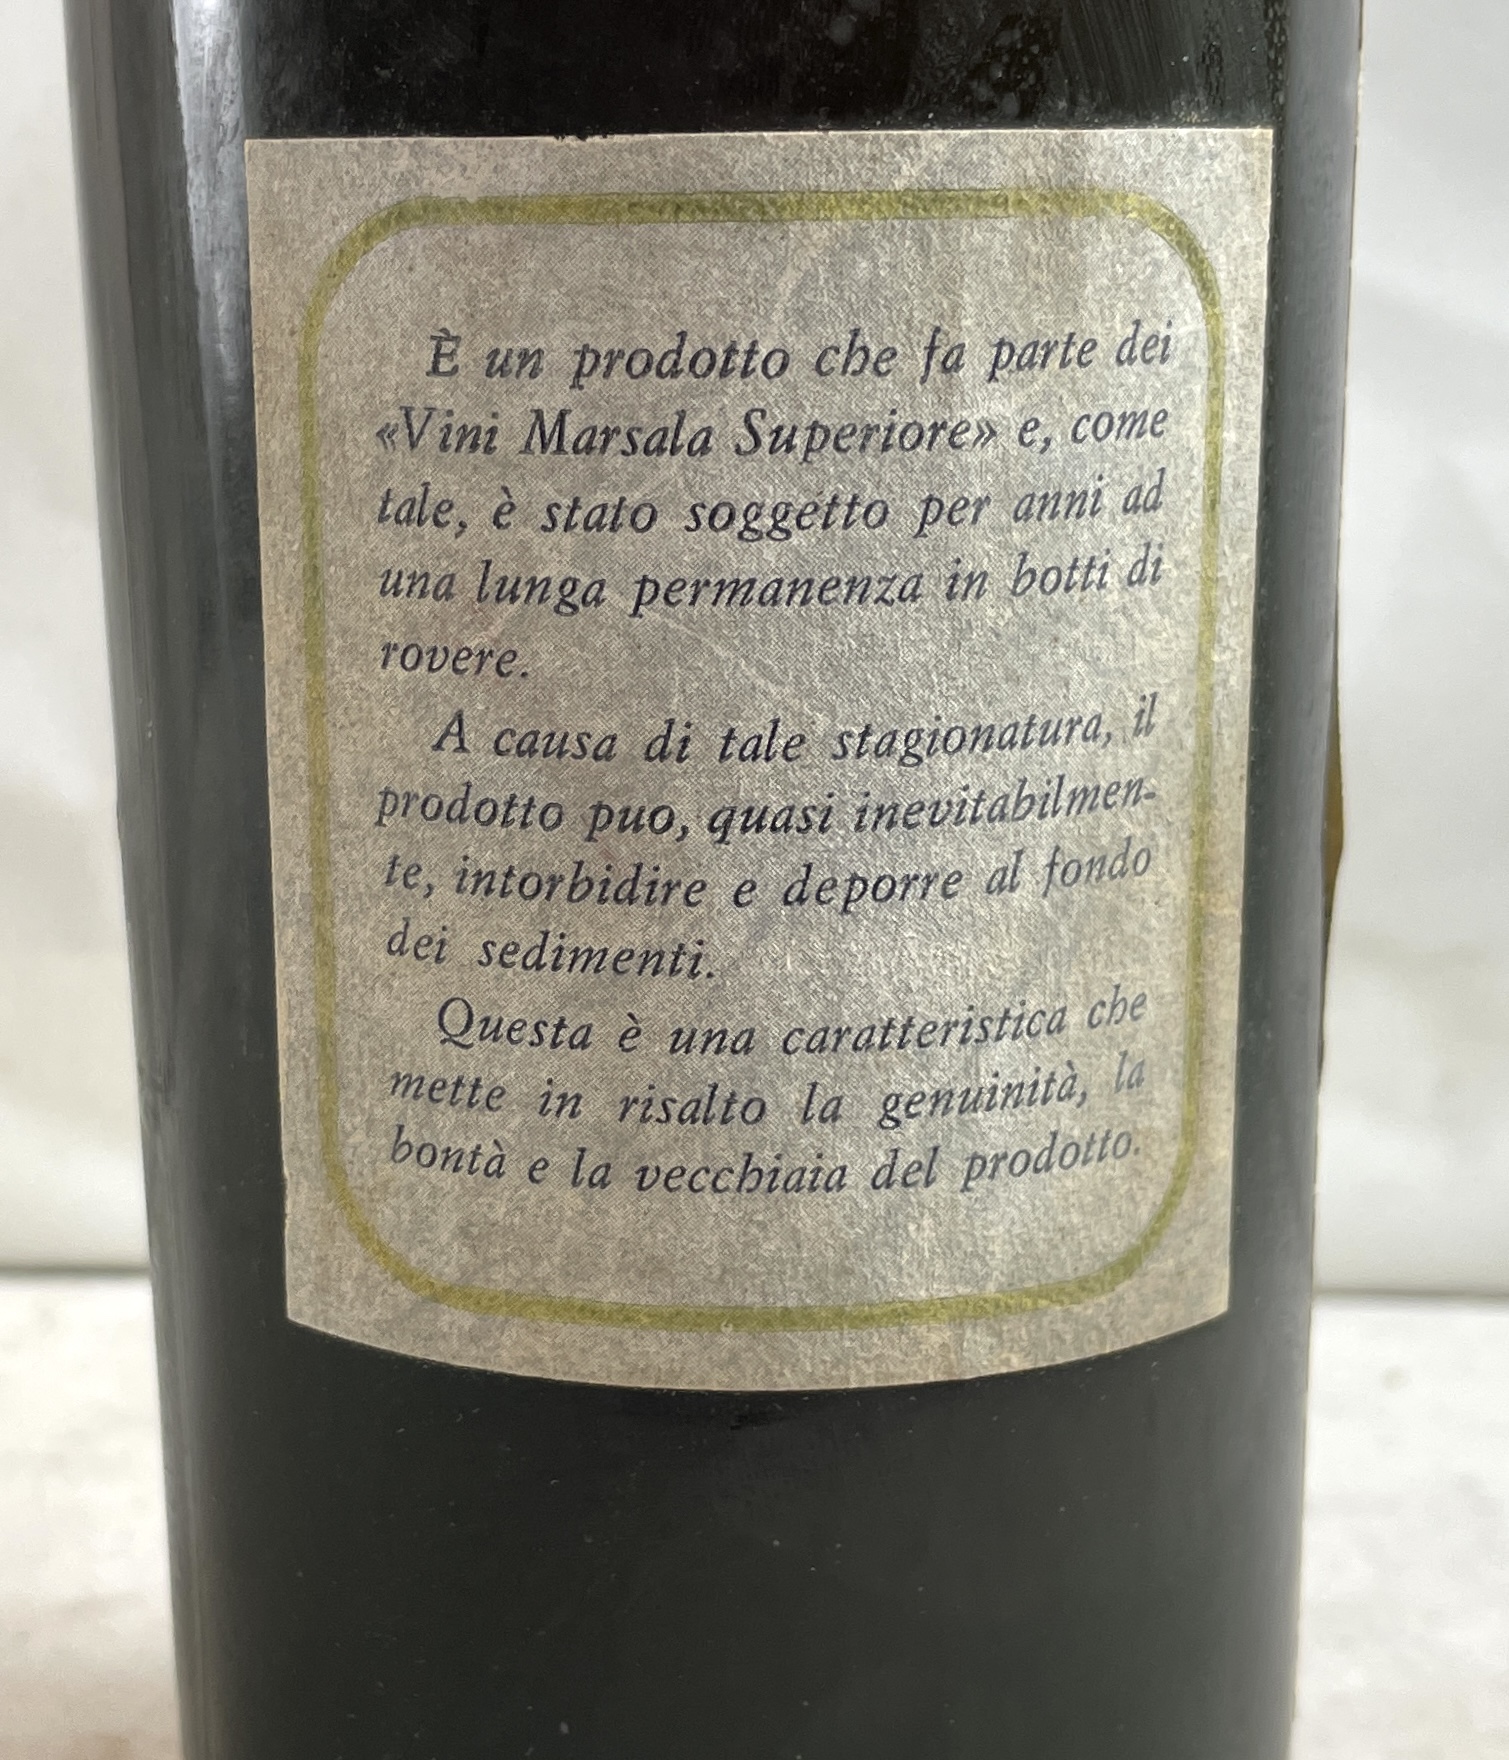 È un prodotto che fa parte dei
«Vini Marsala Superiore» e, come
tale, è stato soggetto per anni ad
una lunga permanenza in botti di
rovere.
A causa di tale stagionatura, il
prodotto puo, quasi inevitabilmen-
te, intorbidire e deporre al fondo
dei sedimenti.
Questa è una caratteristica che
mette in risalto la genuinità, la
bontà e la vecchiaia del prodotto.